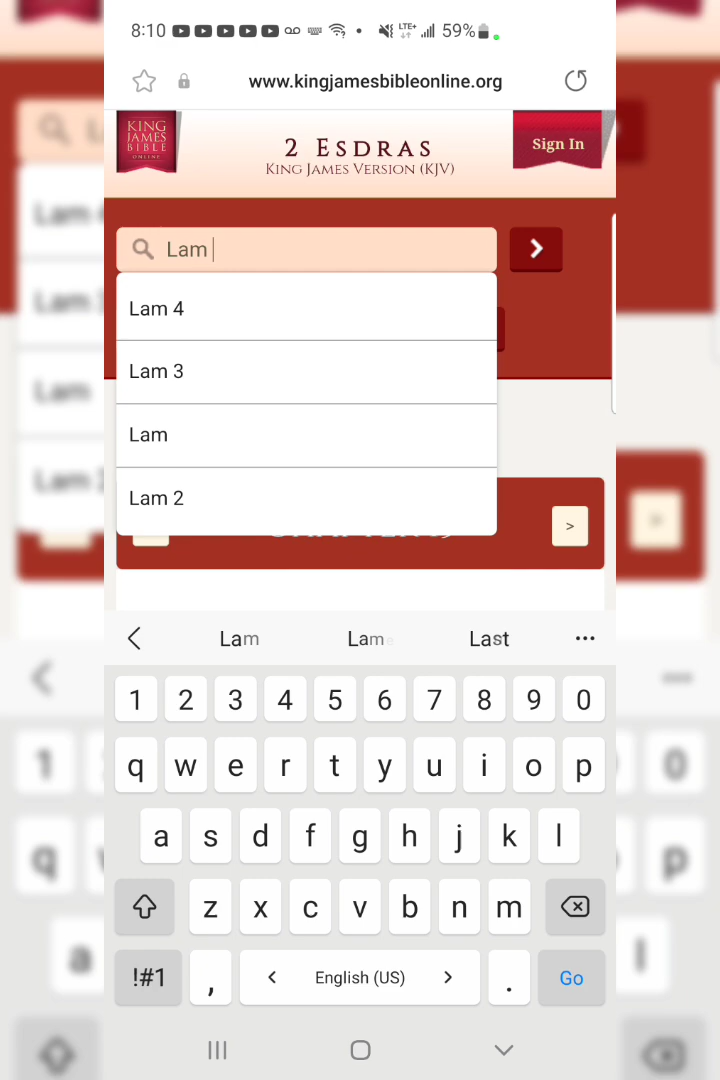 8:10 LTE+ 59%
www.kingjamesbibleonline.org
KING
JAMES
BIBLE
ONLINE
2 ESDRAS
KING JAMES VERSION (KJV)
Sign In
Lam
Lam 4
Lam 3
Lam
Lam 2
>
Lam Lame Last ...
1 2 3 4 5 6 7 8 9 0
q w e r t y u i o p
a s d f g h j k l
z x c v b n m
!#1 , < English (US) > . Go